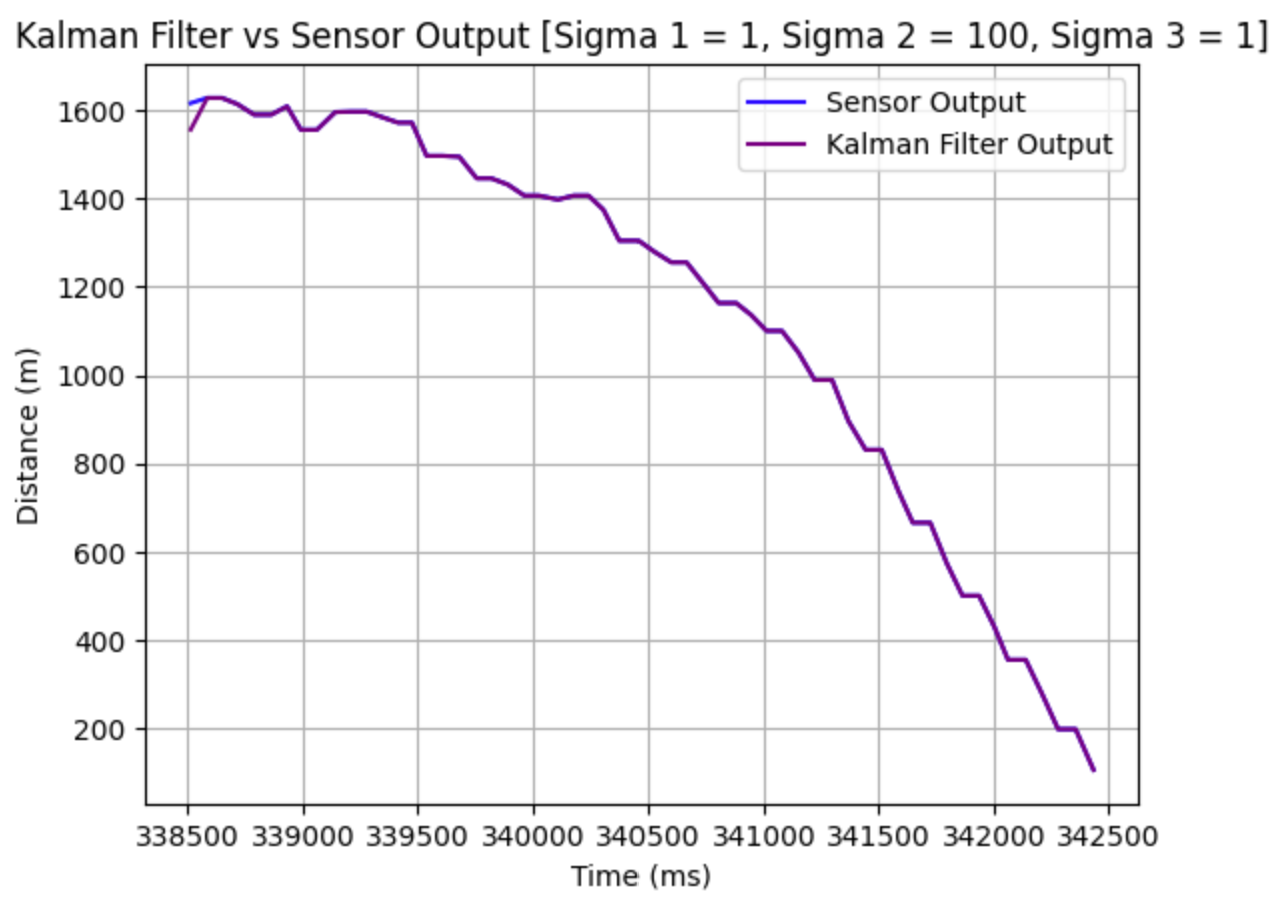 Kalman Filter vs Sensor Output [Sigma 1 = 1, Sigma 2 = 100, Sigma 3 = 1]
Sensor Output
Kalman Filter Output
Distance (m)
1600
1400
1200
1000
800
600
400
200
338500 339000 339500 340000 340500 341000 341500 342000 342500
Time (ms)